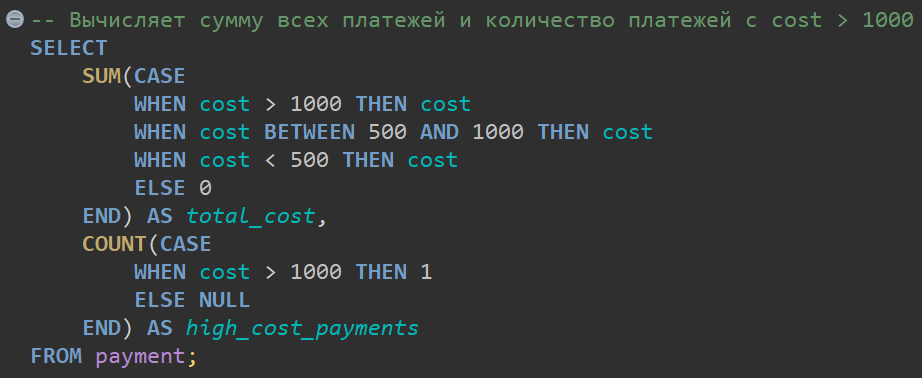 -- Вычисляет сумму всех платежей и количество платежей с cost > 1000
SELECT
    SUM(CASE
        WHEN cost > 1000 THEN cost
        WHEN cost BETWEEN 500 AND 1000 THEN cost
        WHEN cost < 500 THEN cost
        ELSE 0
    END) AS total_cost,
    COUNT(CASE
        WHEN cost > 1000 THEN 1
        ELSE NULL
    END) AS high_cost_payments
FROM payment;